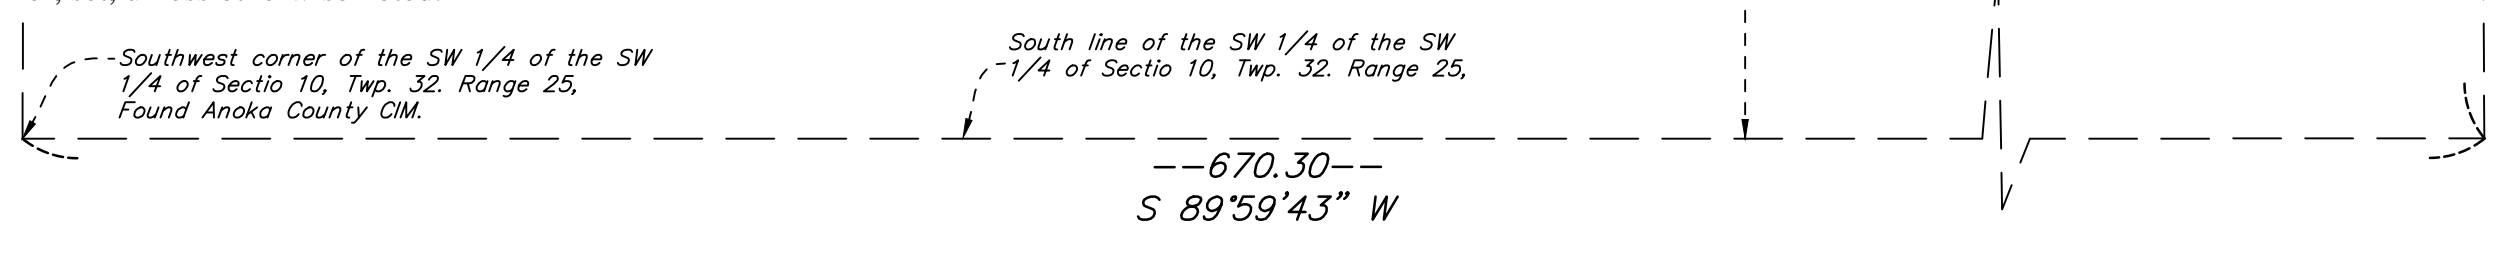 Southwest corner of the SW 1/4 of the SW
1/4 of Section 10, Twp. 32. Range 25,
Found Anoka County CIM.
South line of the SW 1/4 of the SW
1/4 of Section 10, Twp. 32. Range 25,
--670.30--
S 89°59'43" W